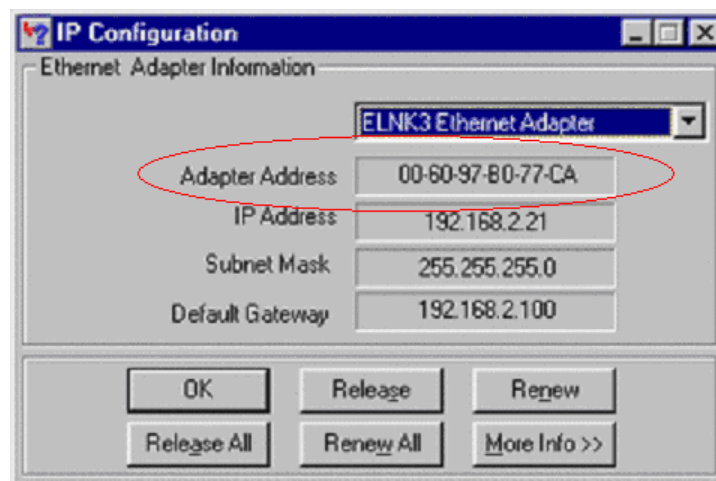 IP Configuration
Ethernet Adapter Information
ELNK3 Ethernet Adapter
Adapter Address 00-60-97-B0-77-CA
IP Address 192.168.2.21
Subnet Mask 255.255.255.0
Default Gateway 192.168.2.100
OK Release Renew
Release All Renew All More Info >>